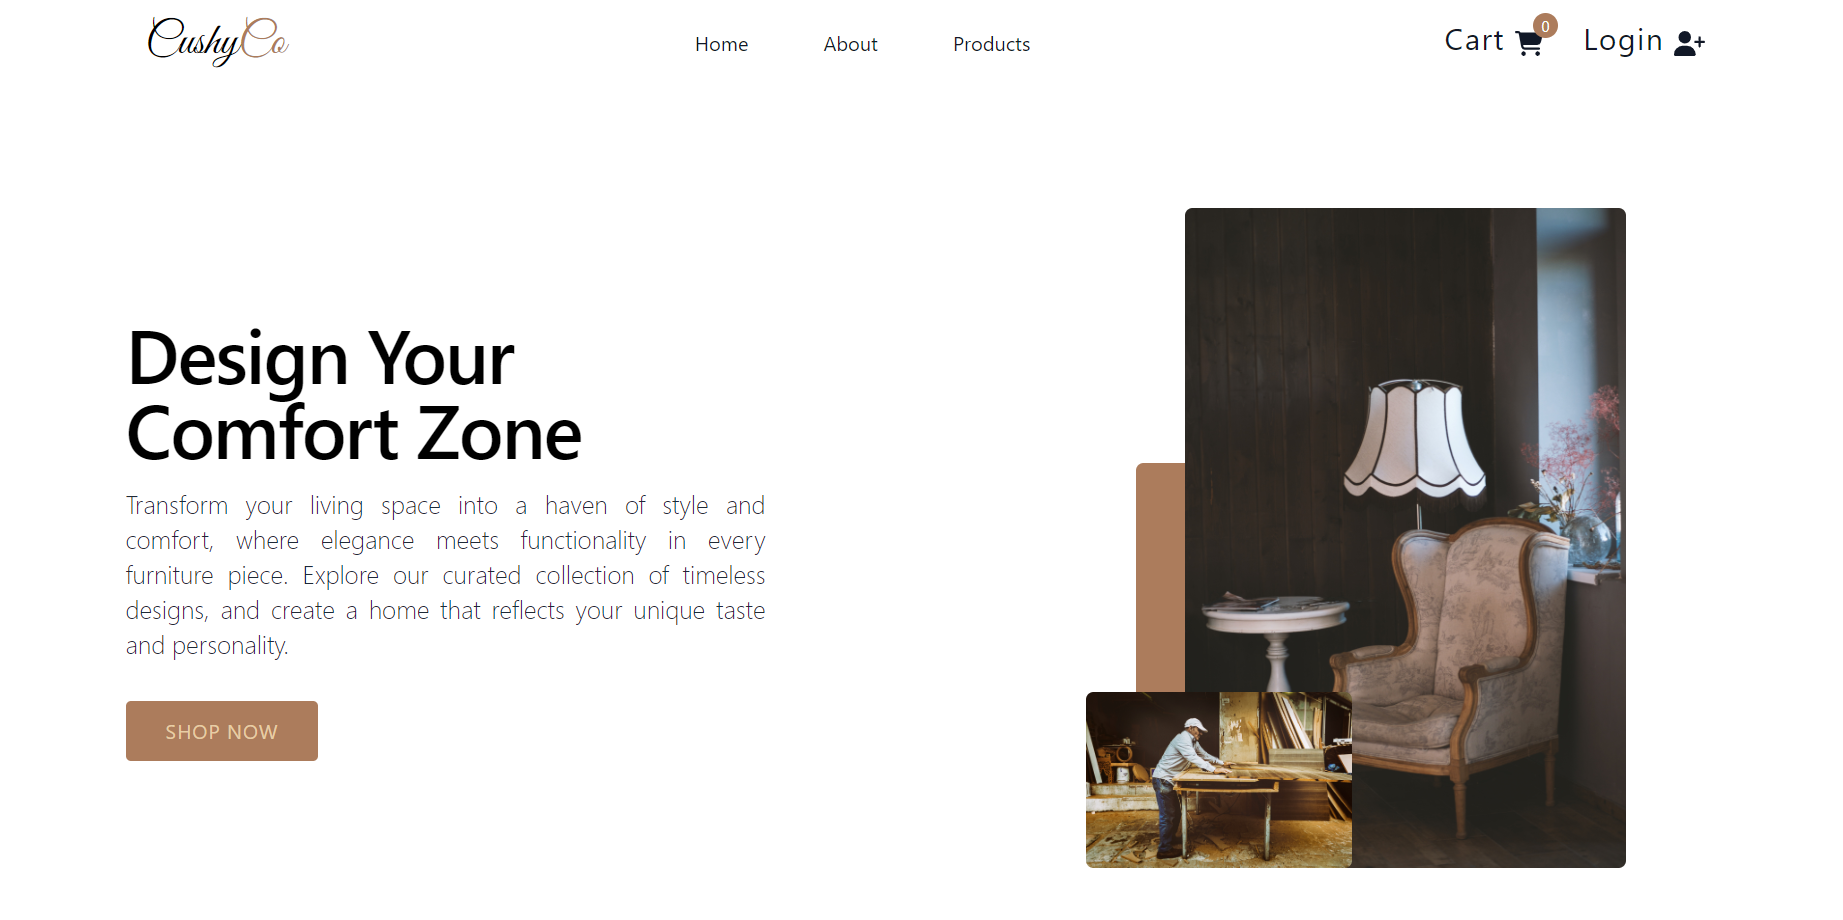 CushyCo
Home
About
Products
Cart
0
Login
Design Your
Comfort Zone
Transform your living space into a haven of style and
comfort, where elegance meets functionality in every
furniture piece. Explore our curated collection of timeless
designs, and create a home that reflects your unique taste
and personality.
SHOP NOW